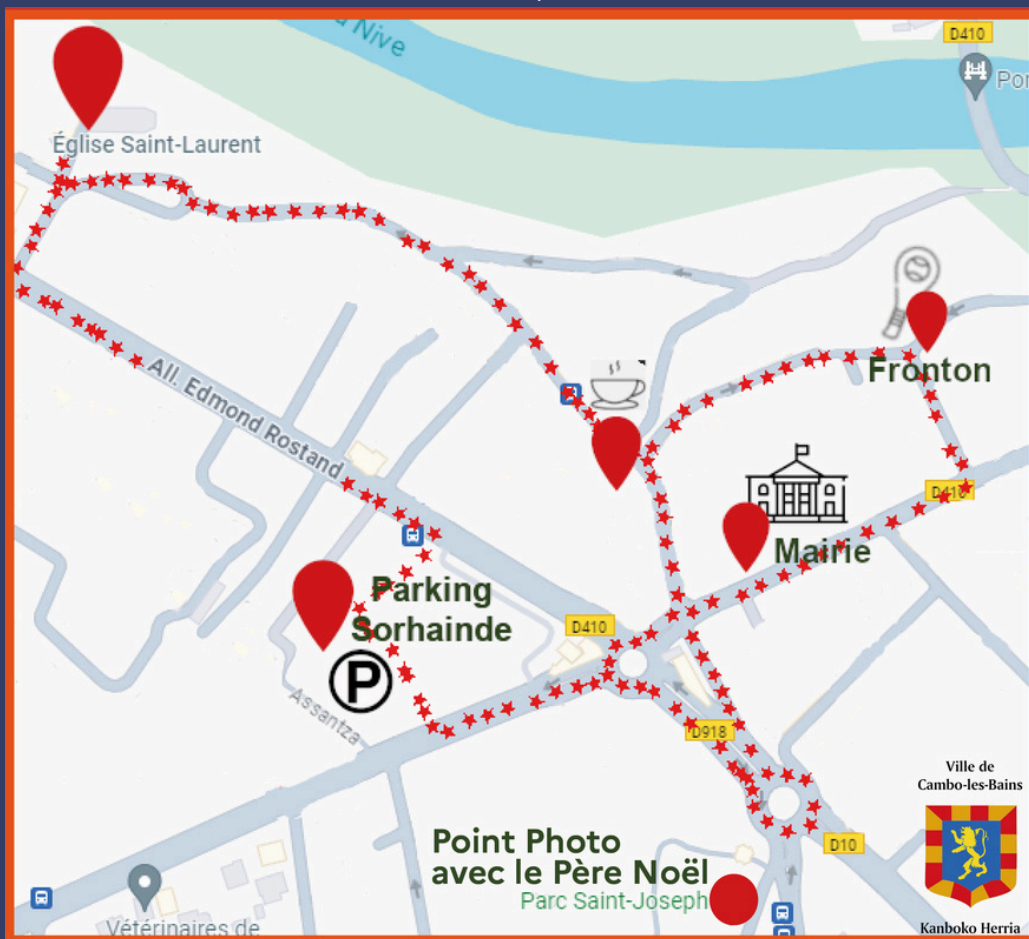 Nive
D410
Por
Église Saint-Laurent
Fronton
All. Edmond Rostand
D410
Mairie
Parking
Sorhainde
D410
P
Assantza
D918
Ville de
Cambo-les-Bains
Point Photo
avec le Père Noël
D10
Parc Saint-Joseph
Vétérinaires de
Kanboko Herria